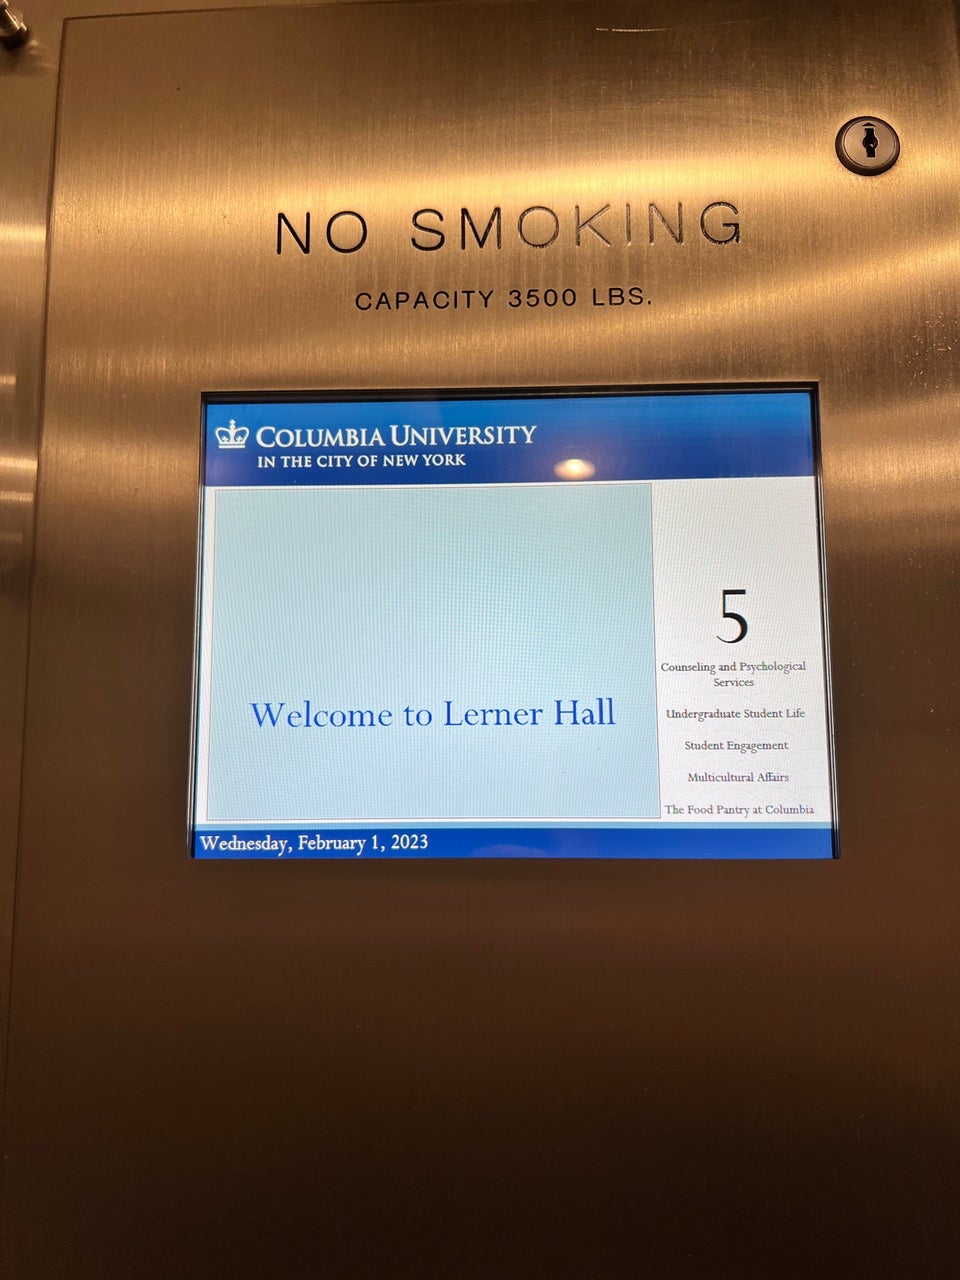 NO SMOKING
CAPACITY 3500 LBS.
COLUMBIA UNIVERSITY
IN THE CITY OF NEW YORK
Welcome to Lerner Hall
5
Counseling and Psychological
Services
Undergraduate Student Life
Student Engagement
Multicultural Affairs
The Food Pantry at Columbia
Wednesday, February 1, 2023